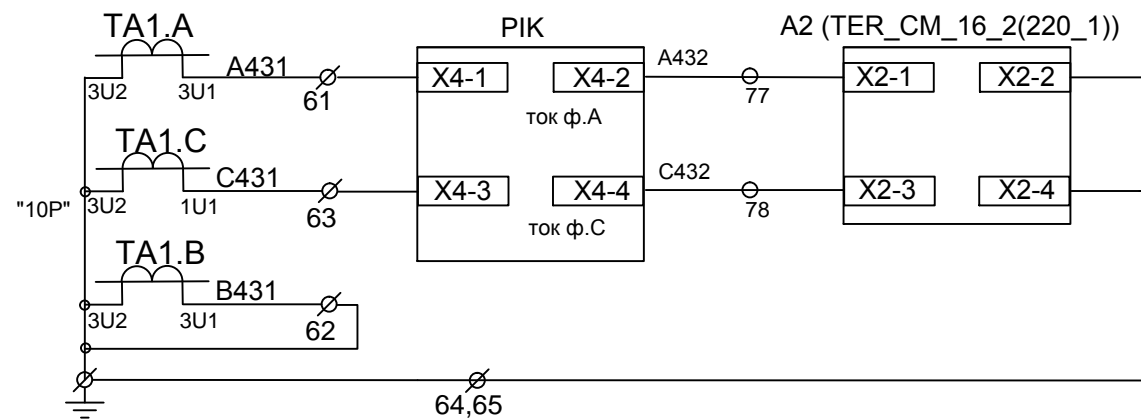 TA1.A
PIK
A2 (TER_CM_16_2(220_1))
A431
X4-1
X4-2
A432
X2-1
X2-2
3U2
3U1
61
77
ток ф.А
TA1.C
C431
X4-3
X4-4
C432
X2-3
X2-4
"10P"
3U2
1U1
63
78
ток ф.С
TA1.B
B431
3U2
3U1
62
64,65